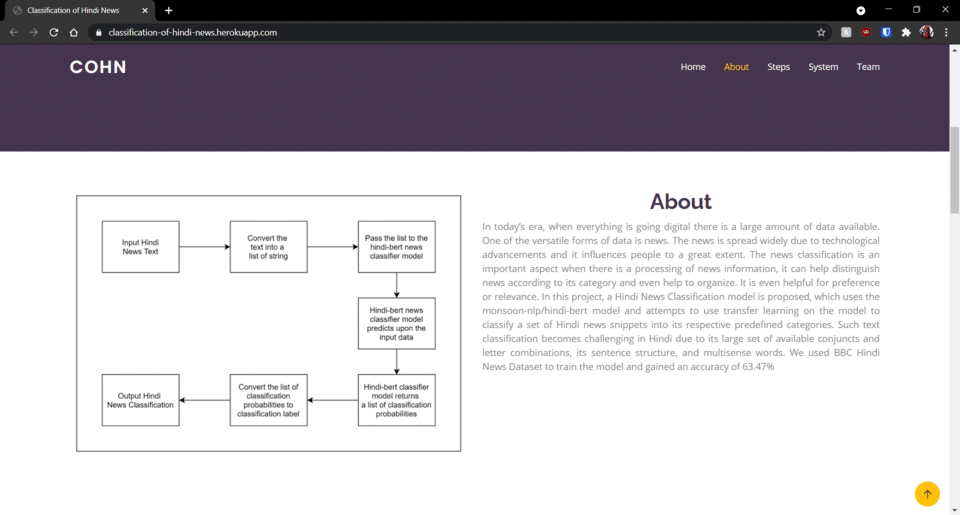 Classification of Hindi News
classification-of-hindi-news.herokuapp.com
COHN
Home About Steps System Team
Input Hindi
News Text
Convert the
text into a
list of string
Pass the list to the
hindi-bert news
classifier model
Hindi-bert news
classifier model
predicts upon the
input data
Hindi-bert classifier
model returns
a list of classification
probabilities
Convert the list of
classification
probabilities to
classification label
Output Hindi
News Classification
About
In today's era, when everything is going digital there is a large amount of data available.
One of the versatile forms of data is news. The news is spread widely due to technological
advancements and it influences people to a great extent. The news classification is an
important aspect when there is a processing of news information, it can help distinguish
news according to its category and even help to organize. It is even helpful for preference
or relevance. In this project, a Hindi News Classification model is proposed, which uses the
monsoon-nlp/hindi-bert model and attempts to use transfer learning on the model to
classify a set of Hindi news snippets into its respective predefined categories. Such text
classification becomes challenging in Hindi due to its large set of available conjuncts and
letter combinations, its sentence structure, and multisense words. We used BBC Hindi
News Dataset to train the model and gained an accuracy of 63.47%